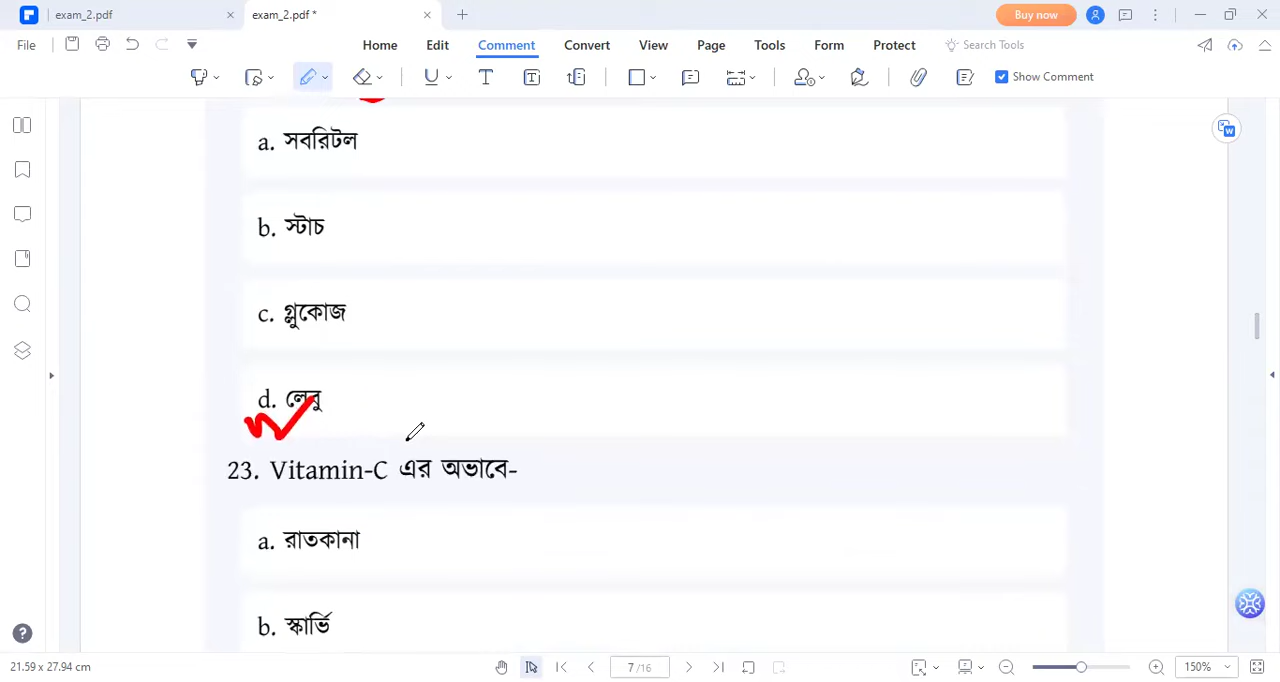 exam_2.pdf
exam_2.pdf *
Buy now
File
Home Edit Comment Convert View Page Tools Form Protect Search Tools
Show Comment
a. সবরিটল
b. স্টাচ
c. গ্লুকোজ
d. লেবু
23. Vitamin-C এর অভাবে-
a. রাতকানা
b. স্কার্ভি
21.59 x 27.94 cm
7 /16
150%